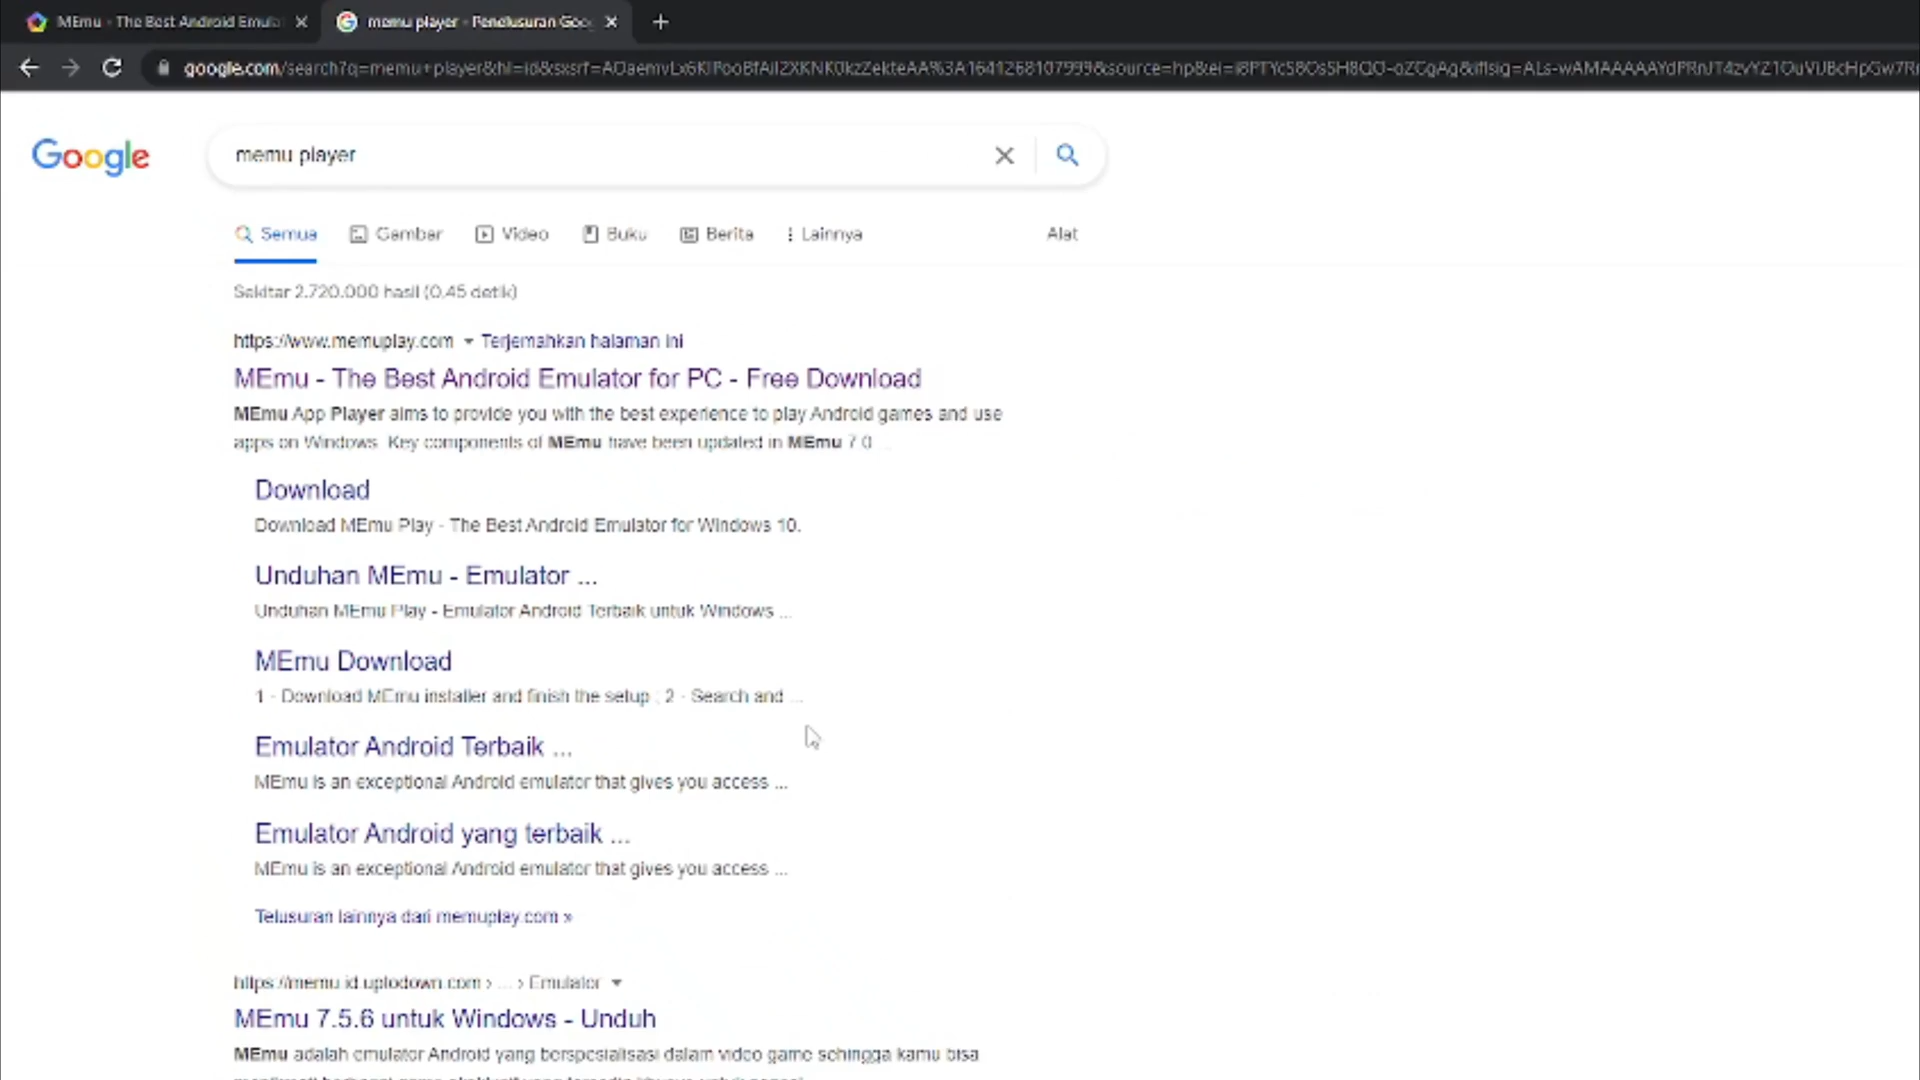 MEmu - The Best Android Emula
memu player - Penelusuran Goo
google.com/search?q=memu+player&hl=id&sxsrf=
Google
memu player
Semua Gambar Video Buku Berita Lainnya Alat
Sekitar 2.720.000 hasil (0,45 detik)
https://www.memuplay.com Terjemahkan halaman ini
MEmu - The Best Android Emulator for PC - Free Download
MEmu App Player aims to provide you with the best experience to play Android games and use
apps on Windows. Key components of MEmu have been updated in MEmu 7.0 ...
Download
Download MEmu Play - The Best Android Emulator for Windows 10.
Unduhan MEmu - Emulator ...
Unduhan MEmu Play - Emulator Android Terbaik untuk Windows ...
MEmu Download
1 - Download MEmu installer and finish the setup ; 2 - Search and ...
Emulator Android Terbaik ...
MEmu is an exceptional Android emulator that gives you access ...
Emulator Android yang terbaik ...
MEmu is an exceptional Android emulator that gives you access ...
Telusuran lainnya dari memuplay.com »
https://memu.id.uptodown.com › ... › Emulator
MEmu 7.5.6 untuk Windows - Unduh
MEmu adalah emulator Android yang berspesialisasi dalam video game sehingga kamu bisa